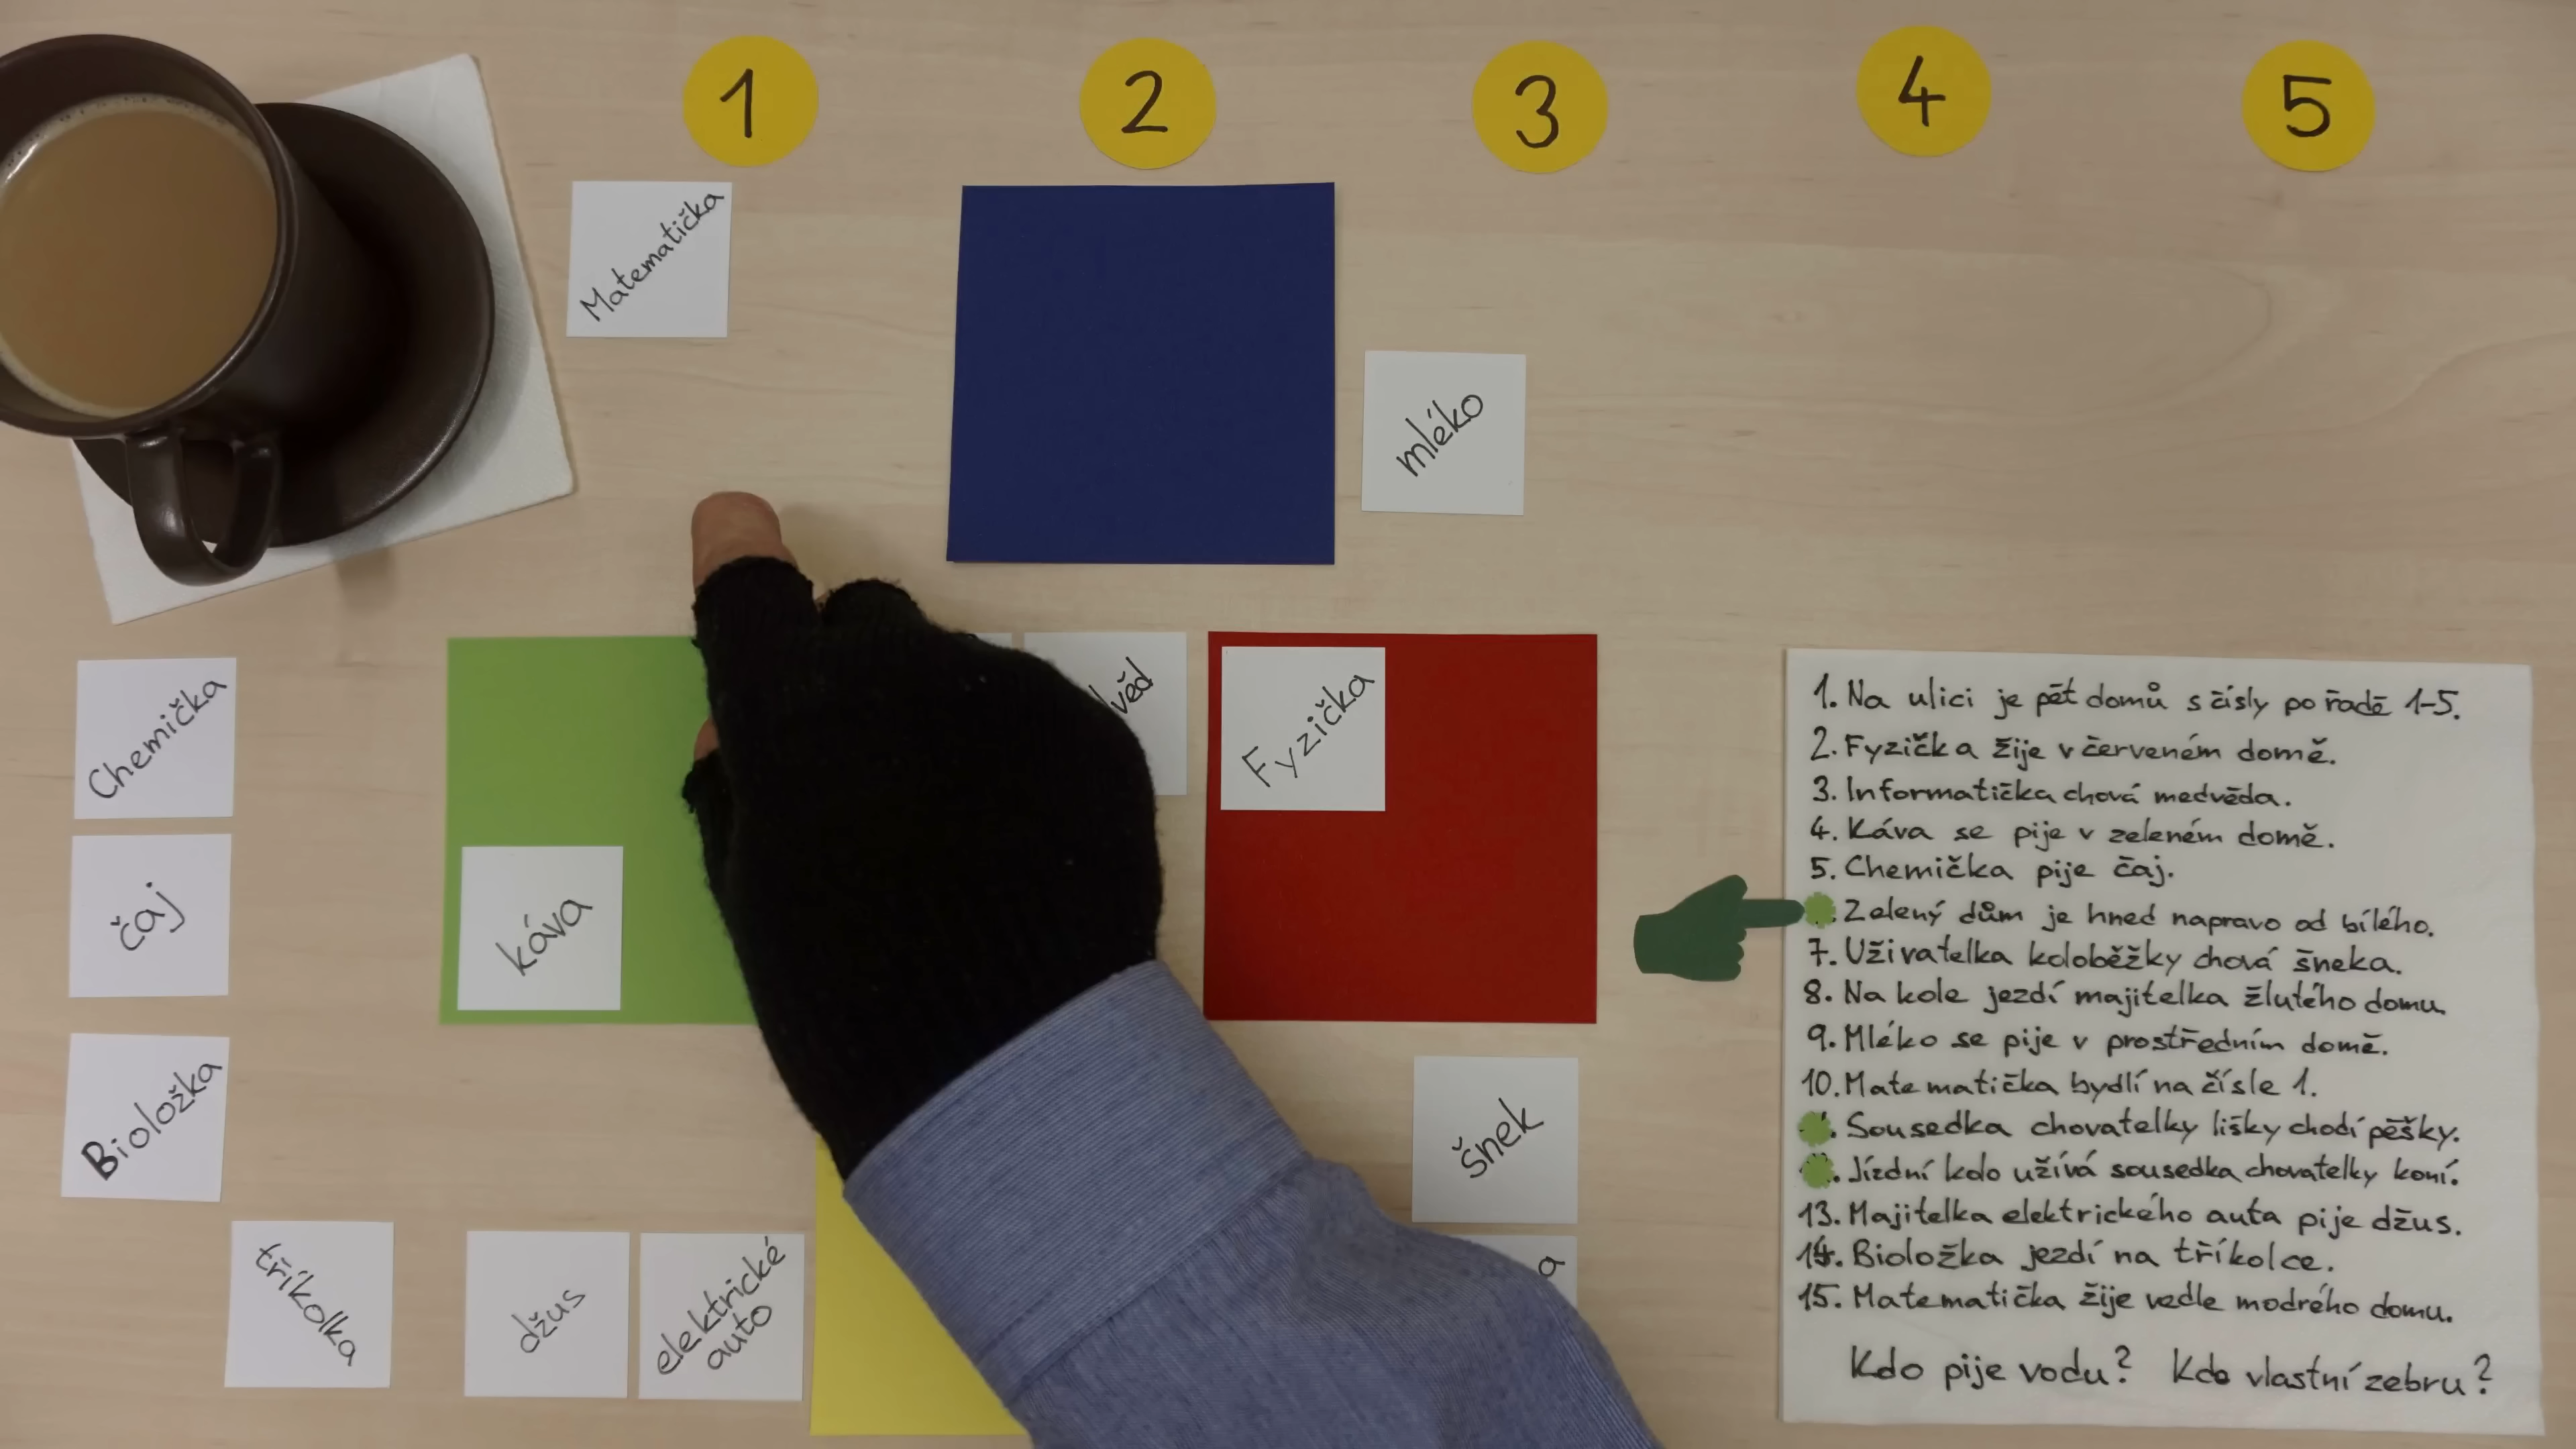 1
2
3
4
5
Matematička
mléko
Chemička
věd
Fyzička
čaj
káva
Bioložka
šnek
tříkolka
džus
elektrické
auto
a
1. Na ulici je pět domů s čísly po řadě 1-5.
2. Fyzička žije v červeném domě.
3. Informatička chová medvěda.
4. Káva se pije v zeleném domě.
5. Chemička pije čaj.
. Zelený dům je hned napravo od bílého.
7. Uživatelka koloběžky chová šneka.
8. Na kole jezdí majitelka žlutého domu.
9. Mléko se pije v prostředním domě.
10. Matematička bydlí na čísle 1.
. Sousedka chovatelky lišky chodí pěšky.
. Jízdní kolo užívá sousedka chovatelky koní.
13. Majitelka elektrického auta pije džus.
14. Bioložka jezdí na tříkolce.
15. Matematička žije vedle modrého domu.
Kdo pije vodu? Kdo vlastní zebru?